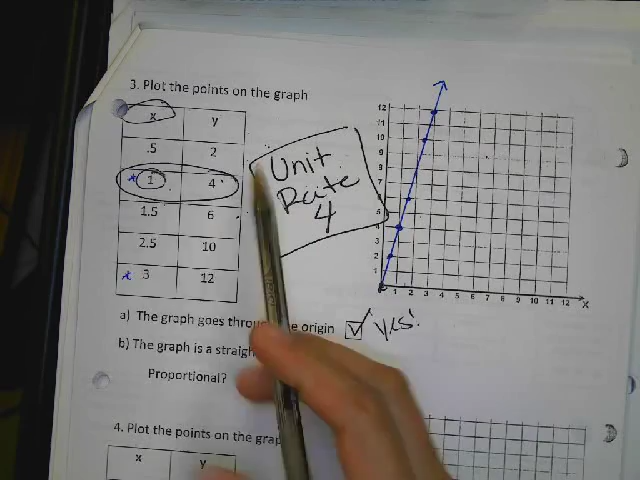 3. Plot the points on the graph
x y
.5 2
* 1 4
1.5 6
2.5 10
* 3 12
Unit
Rate
4
12
11
10
9
8
7
6
5
4
3
2
1
1 2 3 4 5 6 7 8 9 10 11 12 x
a) The graph goes through the origin yes!
b) The graph is a straigh
Proportional?
4. Plot the points on the grap
x y